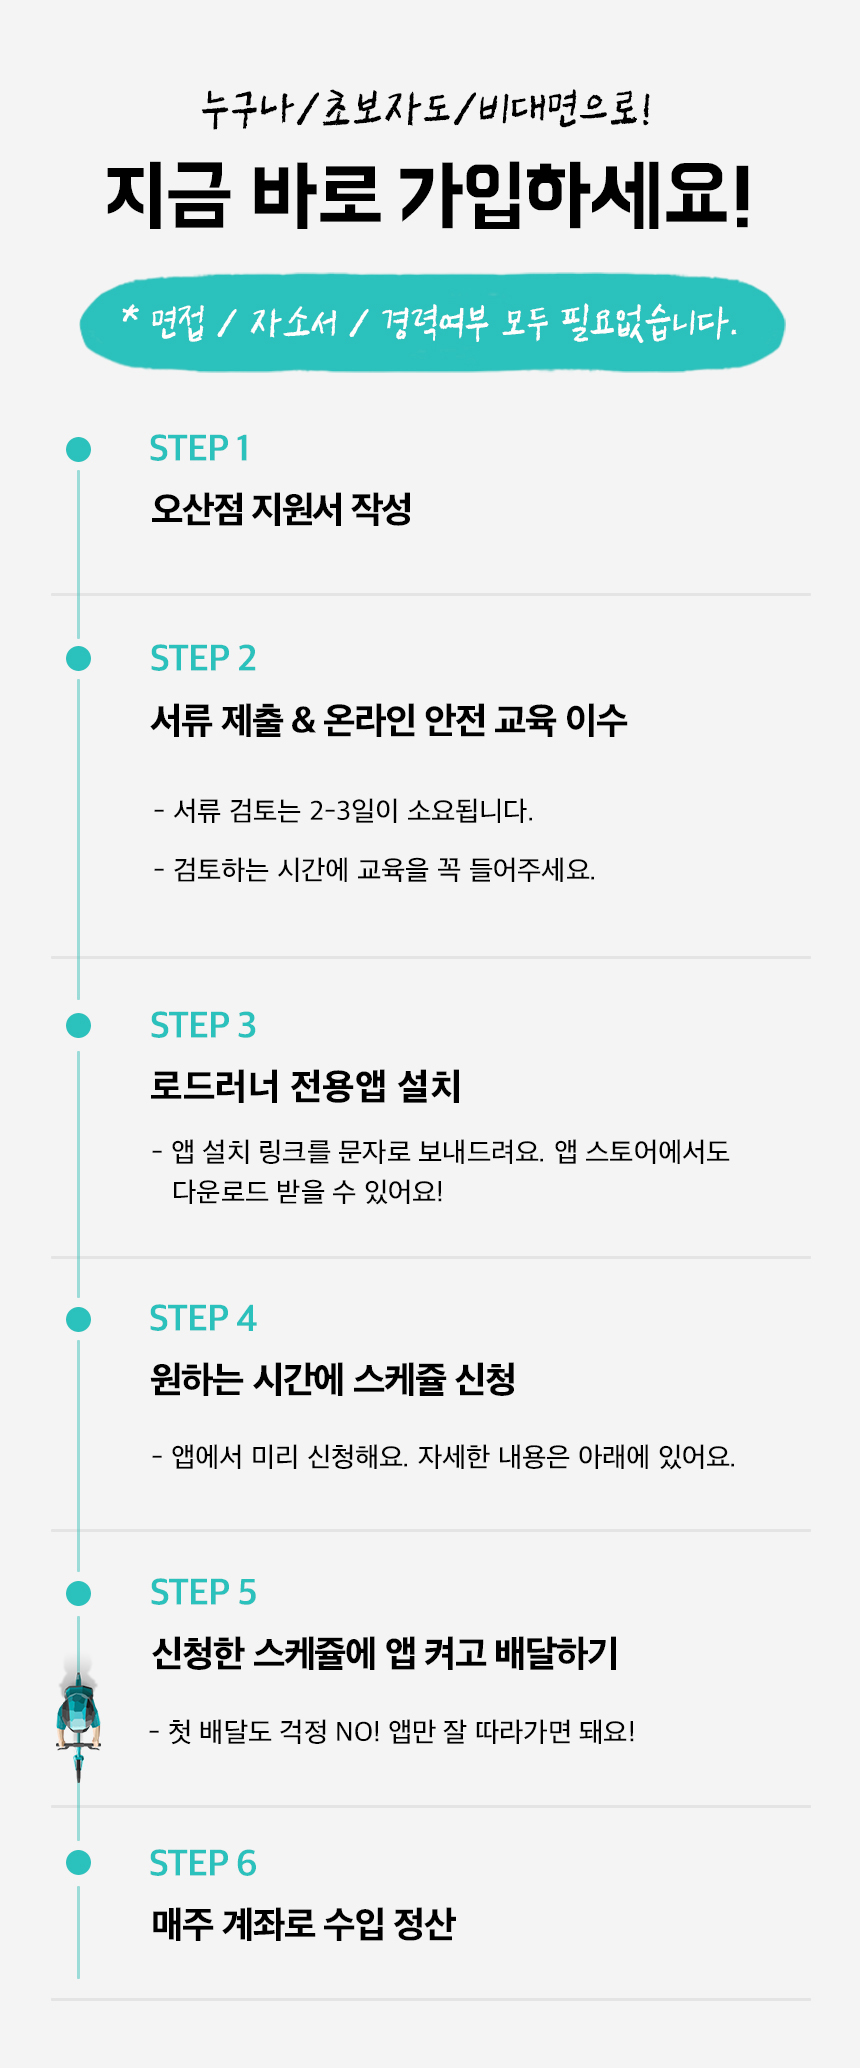 누구나/초보자도/비대면으로!
지금 바로 가입하세요!
* 면접 / 자소서 / 경력여부 모두 필요없습니다.
STEP 1
오산점 지원서 작성
STEP 2
서류 제출 & 온라인 안전 교육 이수
- 서류 검토는 2-3일이 소요됩니다.
- 검토하는 시간에 교육을 꼭 들어주세요.
STEP 3
로드러너 전용앱 설치
- 앱 설치 링크를 문자로 보내드려요. 앱 스토어에서도
다운로드 받을 수 있어요!
STEP 4
원하는 시간에 스케쥴 신청
- 앱에서 미리 신청해요. 자세한 내용은 아래에 있어요.
STEP 5
신청한 스케쥴에 앱 켜고 배달하기
- 첫 배달도 걱정 NO! 앱만 잘 따라가면 돼요!
STEP 6
매주 계좌로 수입 정산